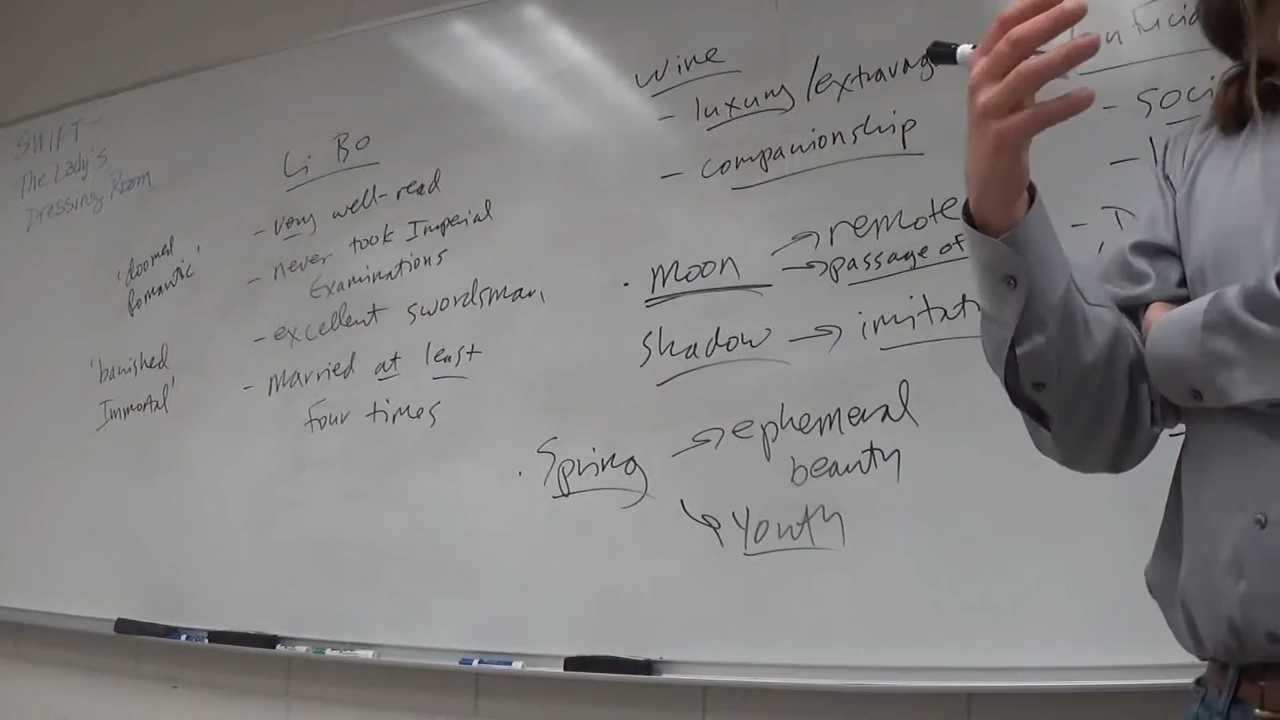 SWIFT-
The Lady's
Dressing Room
'doomed
Romantic'
'banished
Immortal'
Li Bo
- very well-read
- never took Imperial
Examinations
- excellent swordsman
- married at least
four times
wine
- luxury/extravag
- companionship
· moon → remote
→ passage of
shadow → imitat
· Spring → ephemeral
beauty
↳ Youth
- soci